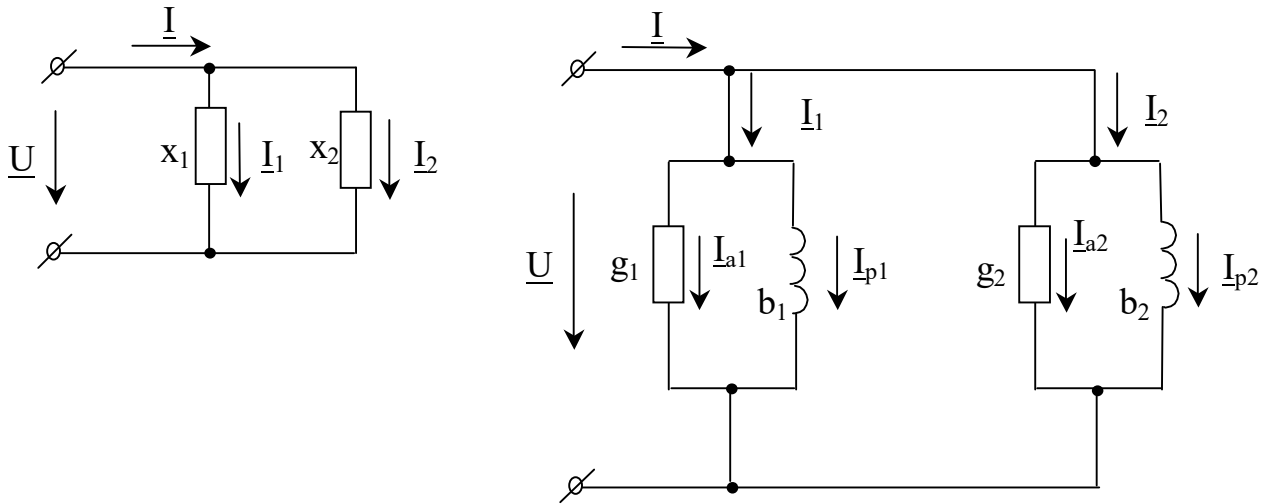 I
U
x₁
I₁
x₂
I₂
I
I₁
I₂
U
g₁
Iₐ₁
b₁
Iₚ₁
g₂
Iₐ₂
b₂
Iₚ₂